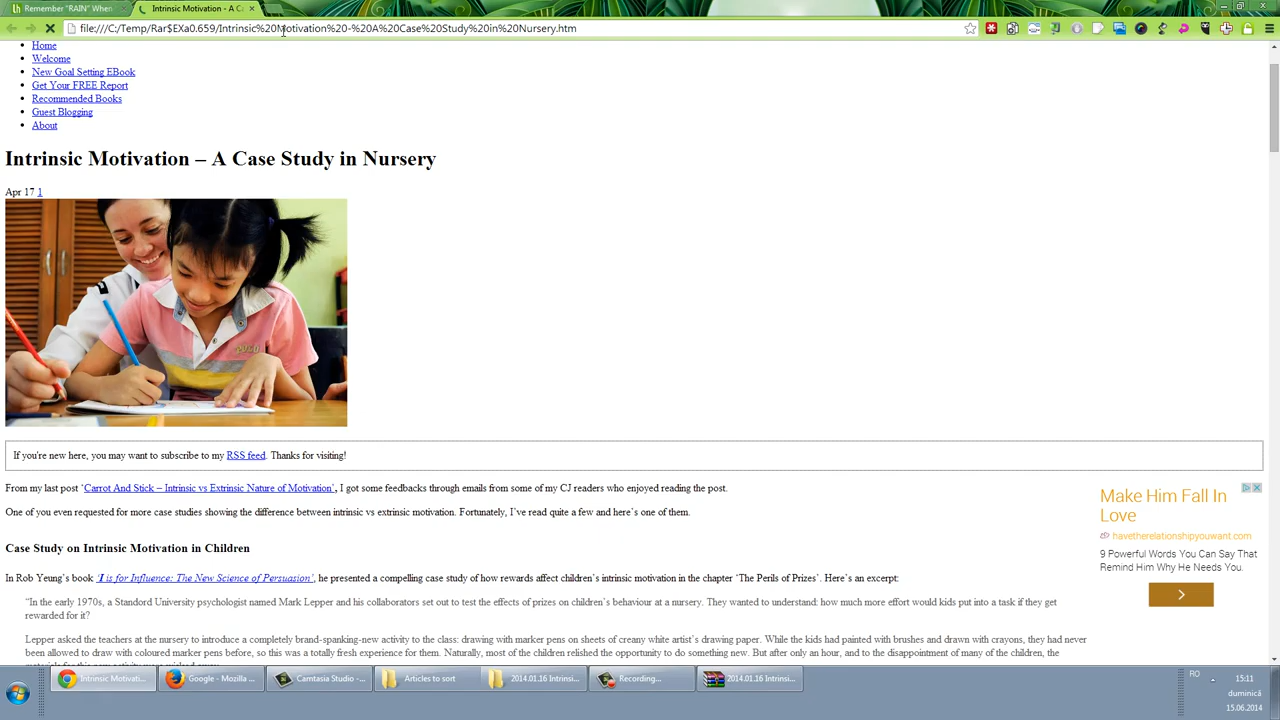 Remember "RAIN" When
Intrinsic Motivation - A C
file:///C:/Temp/Rar$EXa0.659/Intrinsic%20Motivation%20-%20A%20Case%20Study%20in%20Nursery.htm
Home
Welcome
New Goal Setting EBook
Get Your FREE Report
Recommended Books
Guest Blogging
About
Intrinsic Motivation – A Case Study in Nursery
Apr 17 1
If you're new here, you may want to subscribe to my RSS feed. Thanks for visiting!
From my last post ‘Carrot And Stick – Intrinsic vs Extrinsic Nature of Motivation’, I got some feedbacks through emails from some of my CJ readers who enjoyed reading the post.
One of you even requested for more case studies showing the difference between intrinsic vs extrinsic motivation. Fortunately, I’ve read quite a few and here’s one of them.
Case Study on Intrinsic Motivation in Children
In Rob Yeung’s book ‘I is for Influence: The New Science of Persuasion’, he presented a compelling case study of how rewards affect children’s intrinsic motivation in the chapter ‘The Perils of Prizes’. Here’s an excerpt:
“In the early 1970s, a Standord University psychologist named Mark Lepper and his collaborators set out to test the effects of prizes on children’s behaviour at a nursery. They wanted to understand: how much more effort would kids put into a task if they get
rewarded for it?
Lepper asked the teachers at the nursery to introduce a completely brand-spanking-new activity to the class: drawing with marker pens on sheets of creany white artist’s drawing paper. While the kids had painted with brushes and drawn with crayons, they had never
been allowed to draw with coloured marker pens before, so this was a totally fresh experience for them. Naturally, most of the children relished the opportunity to do something new. But after only an hour, and to the disappointment of many of the children, the
Make Him Fall In
Love
havetherelationshipyouwant.com
9 Powerful Words You Can Say That
Remind Him Why He Needs You.
Intrinsic Motivati...
Google - Mozilla ...
Camtasia Studio -...
Articles to sort
2014.01.16 Intrinsi...
Recording...
2014.01.16 Intrinsi...
RO
15:11
duminică
15.06.2014